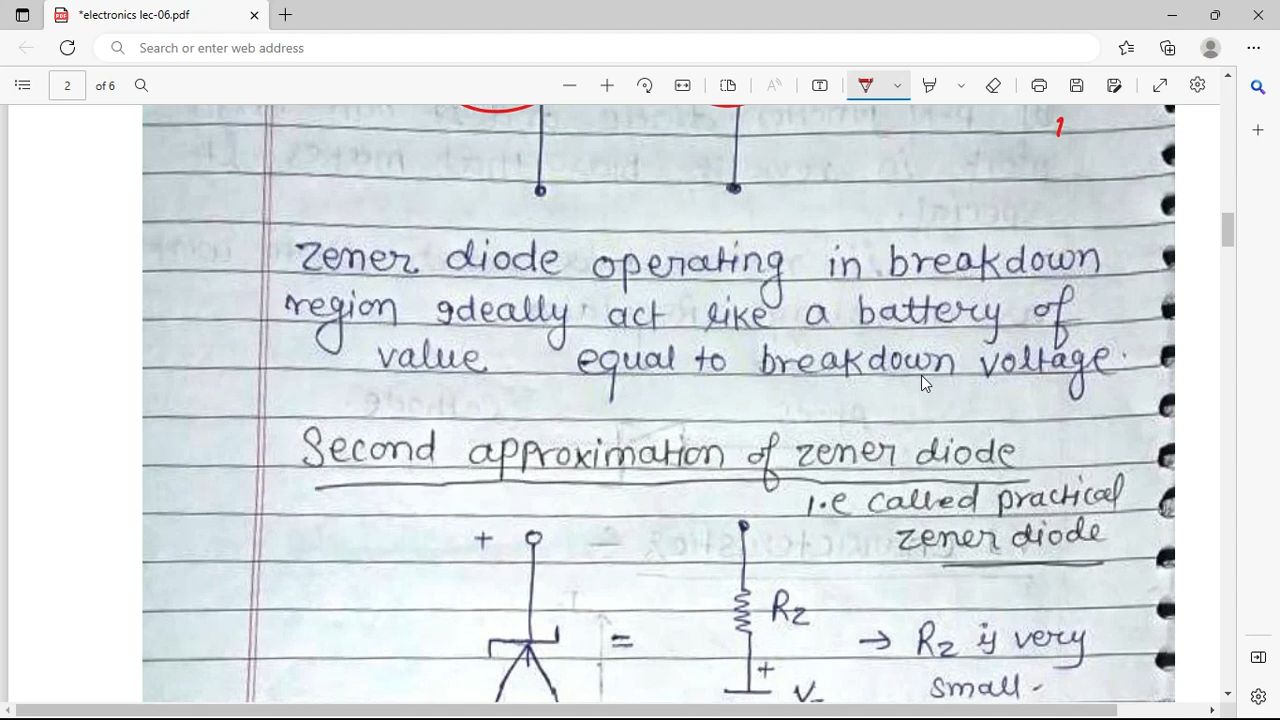 *electronics lec-06.pdf
Search or enter web address
2 of 6
1
zener diode operating in breakdown
region ideally act like a battery of
value equal to breakdown voltage.
Second approximation of zener diode
i.e called practical
zener diode
+
= Rz → Rz is very
+ small.